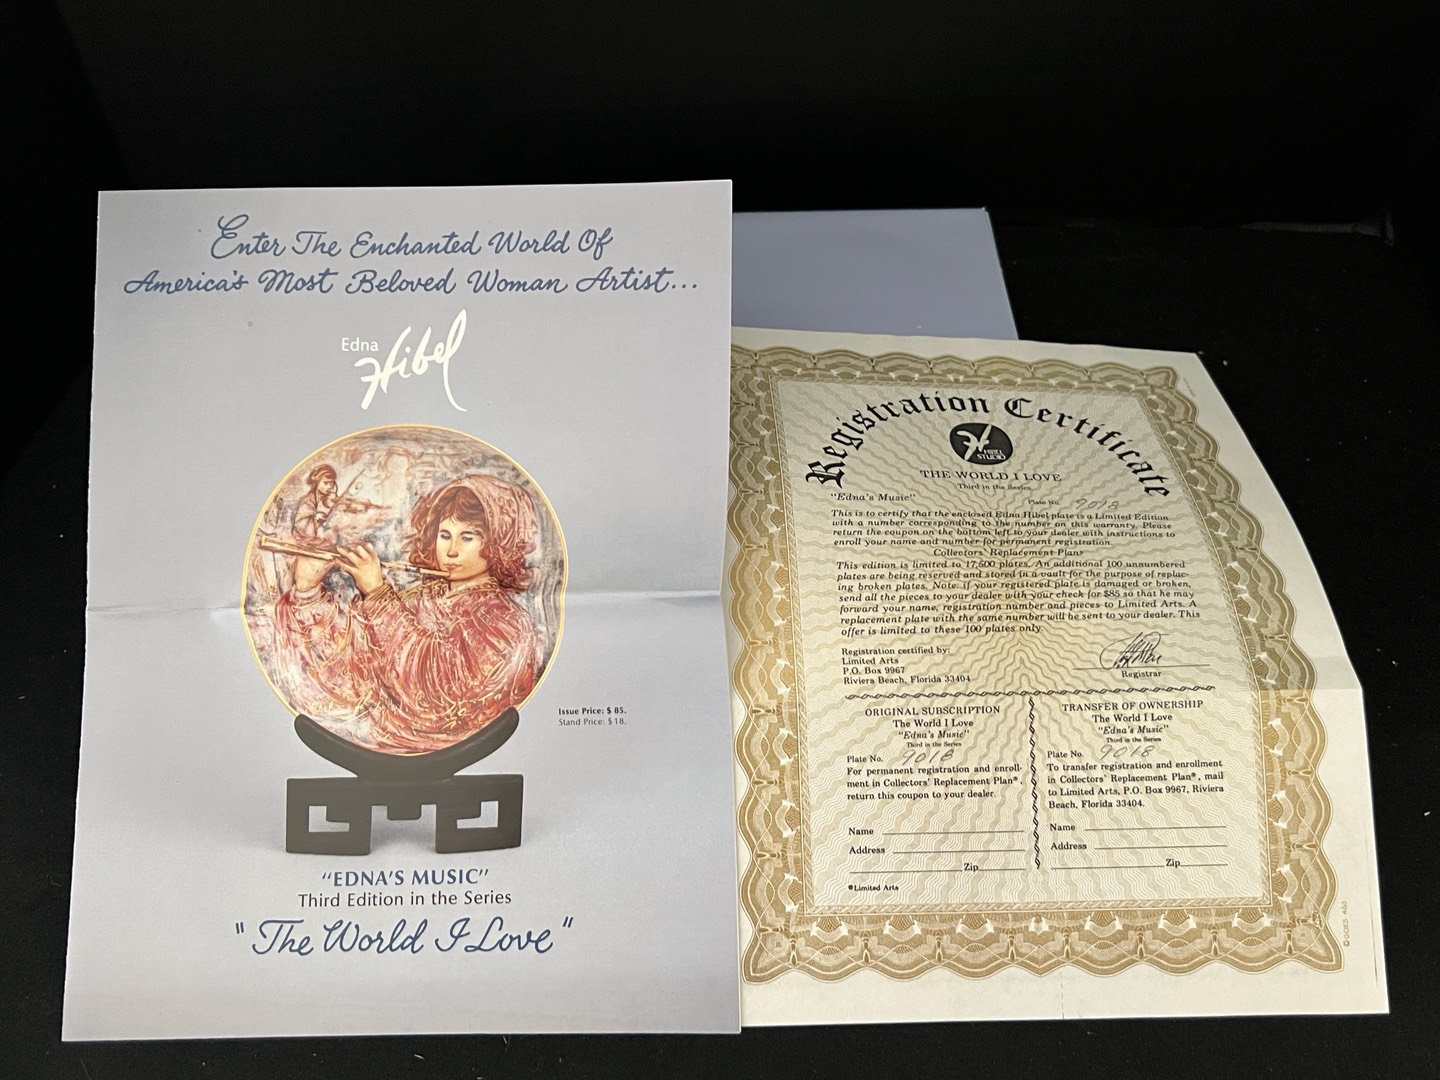 Enter The Enchanted World Of
America's Most Beloved Woman Artist...
Edna
Hibel
Issue Price: $ 85.
Stand Price: $ 18.
"EDNA'S MUSIC"
Third Edition in the Series
"The World I Love"
Registration Certificate
HIBEL
STUDIO
THE WORLD I LOVE
Third in the Series
"Edna's Music"
Plate No. 9018
This is to certify that the enclosed Edna Hibel plate is a Limited Edition
with a number corresponding to the number on this warranty. Please
return the coupon on the bottom left to your dealer with instructions to
enroll your name and number for permanent registration.
Collectors' Replacement Plan
This edition is limited to 17,500 plates. An additional 100 unnumbered
plates are being reserved and stored in a vault for the purpose of replac-
ing broken plates. Note: if your registered plate is damaged or broken,
send all the pieces to your dealer with your check for $85 so that he may
forward your name, registration number and pieces to Limited Arts. A
replacement plate with the same number will be sent to your dealer. This
offer is limited to these 100 plates only.
Registration certified by:
Limited Arts
P.O. Box 9967
Riviera Beach, Florida 33404
Registrar
ORIGINAL SUBSCRIPTION
The World I Love
"Edna's Music"
Third in the Series
Plate No. 9018
For permanent registration and enroll-
ment in Collectors' Replacement Plan®,
return this coupon to your dealer.
Name
Address
Zip
©Limited Arts
TRANSFER OF OWNERSHIP
The World I Love
"Edna's Music"
Third in the Series
Plate No. 9018
To transfer registration and enrollment
in Collectors' Replacement Plan®, mail
to Limited Arts, P.O. Box 9967, Riviera
Beach, Florida 33404.
Name
Address
Zip
© GOES